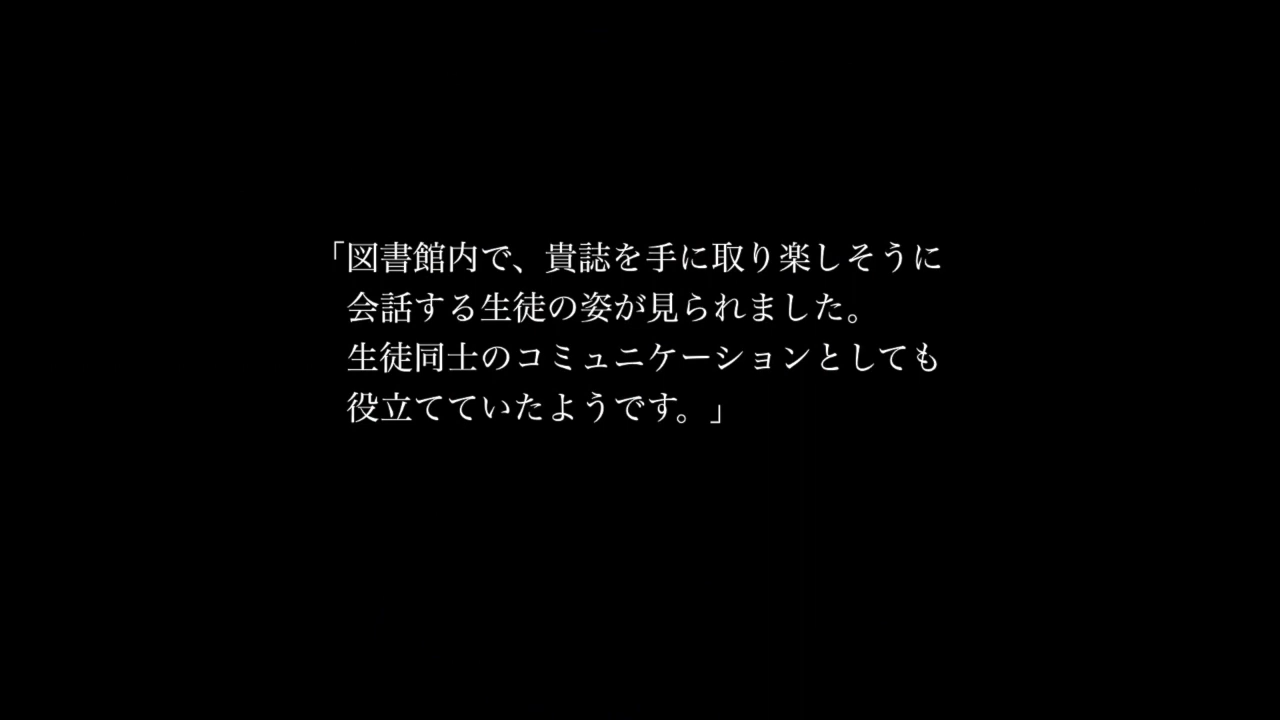 「図書館内で、貴誌を手に取り楽しそうに
会話する生徒の姿が見られました。
生徒同士のコミュニケーションとしても
役立てていたようです。」